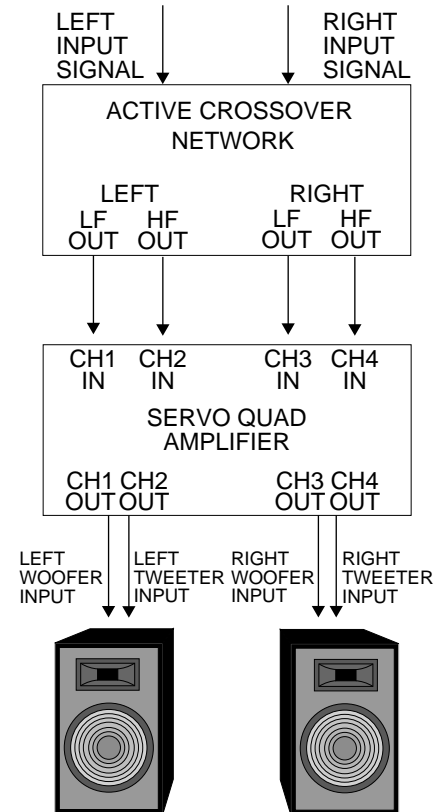 LEFT
INPUT
SIGNAL
RIGHT
INPUT
SIGNAL
ACTIVE CROSSOVER
NETWORK
LEFT
RIGHT
LF
OUT
HF
OUT
LF
OUT
HF
OUT
CH1
IN
CH2
IN
CH3
IN
CH4
IN
SERVO QUAD
AMPLIFIER
CH1
OUT
CH2
OUT
CH3
OUT
CH4
OUT
LEFT
WOOFER
INPUT
LEFT
TWEETER
INPUT
RIGHT
WOOFER
INPUT
RIGHT
TWEETER
INPUT